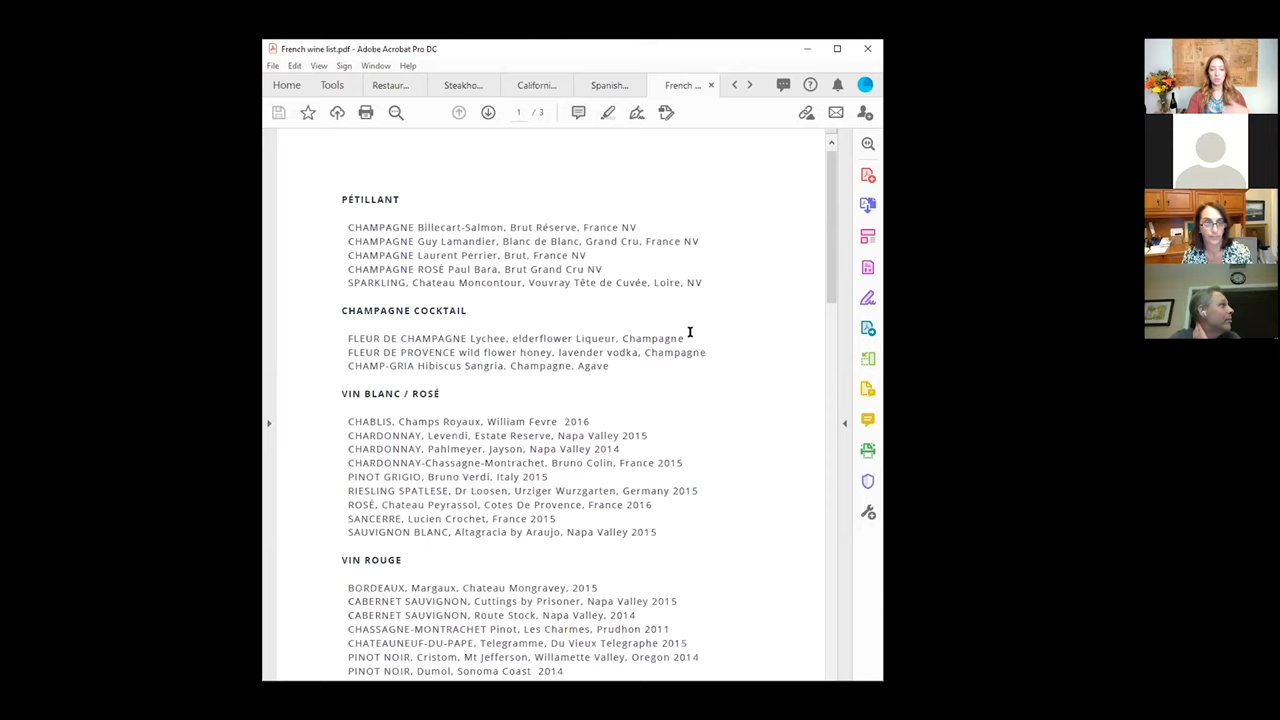 French wine list.pdf - Adobe Acrobat Pro DC
File Edit View Sign Window Help
Home Tools Restaur... Steakho... Californi... Spanish... French ...
1 / 3
PÉTILLANT
CHAMPAGNE Billecart-Salmon, Brut Réserve, France NV
CHAMPAGNE Guy Lamandier, Blanc de Blanc, Grand Cru, France NV
CHAMPAGNE Laurent Perrier, Brut, France NV
CHAMPAGNE ROSÉ Paul Bara, Brut Grand Cru NV
SPARKLING, Chateau Moncontour, Vouvray Tête de Cuvée, Loire, NV
CHAMPAGNE COCKTAIL
FLEUR DE CHAMPAGNE Lychee, elderflower Liqueur, Champagne
FLEUR DE PROVENCE wild flower honey, lavender vodka, Champagne
CHAMP-GRIA Hibiscus Sangria, Champagne, Agave
VIN BLANC / ROSÉ
CHABLIS, Champs Royaux, William Fevre 2016
CHARDONNAY, Levendi, Estate Reserve, Napa Valley 2015
CHARDONNAY, Pahlmeyer, Jayson, Napa Valley 2014
CHARDONNAY-Chassagne-Montrachet, Bruno Colin, France 2015
PINOT GRIGIO, Bruno Verdi, Italy 2015
RIESLING SPATLESE, Dr Loosen, Urziger Wurzgarten, Germany 2015
ROSÉ, Chateau Peyrassol, Cotes De Provence, France 2016
SANCERRE, Lucien Crochet, France 2015
SAUVIGNON BLANC, Altagracia by Araujo, Napa Valley 2015
VIN ROUGE
BORDEAUX, Margaux, Chateau Mongravey, 2015
CABERNET SAUVIGNON, Cuttings by Prisoner, Napa Valley 2015
CABERNET SAUVIGNON, Route Stock, Napa Valley, 2014
CHASSAGNE-MONTRACHET Pinot, Les Charmes, Prudhon 2011
CHATEAUNEUF-DU-PAPE, Telegramme, Du Vieux Telegraphe 2015
PINOT NOIR, Cristom, Mt Jefferson, Willamette Valley, Oregon 2014
PINOT NOIR, Dumol, Sonoma Coast 2014